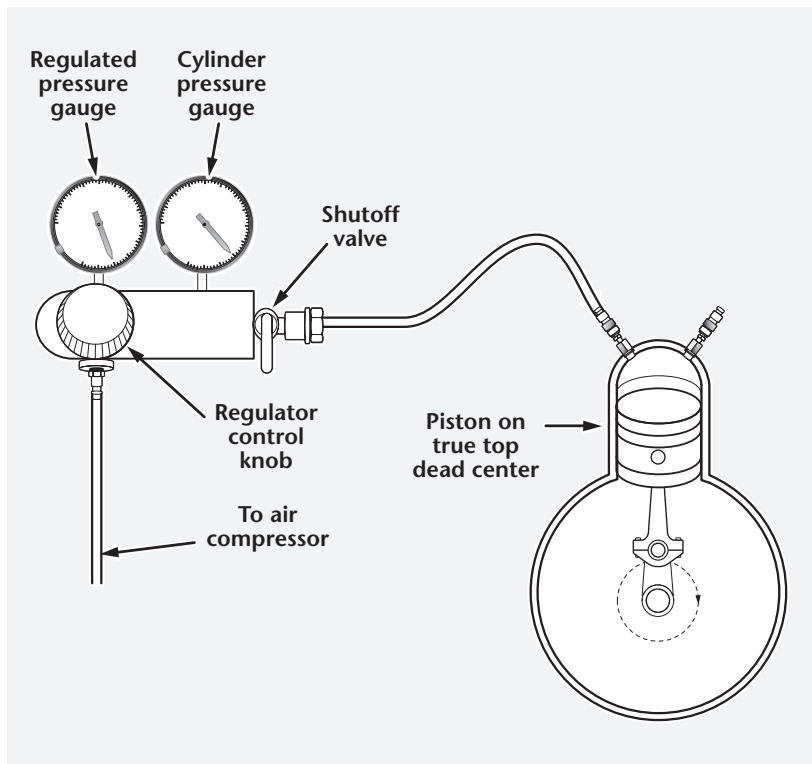 Regulated
pressure
gauge
Cylinder
pressure
gauge
Shutoff
valve
Regulator
control
knob
Piston on
true top
dead center
To air
compressor